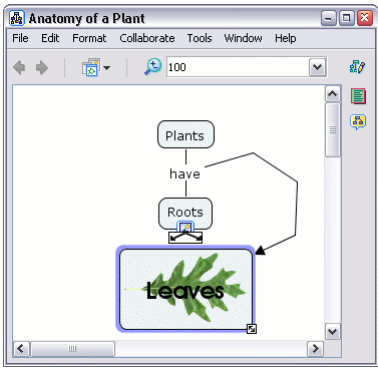 Anatomy of a Plant
File Edit Format Collaborate Tools Window Help
100
Plants
have
Roots
Leaves